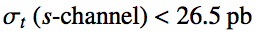 σt (s-channel) < 26.5 pb